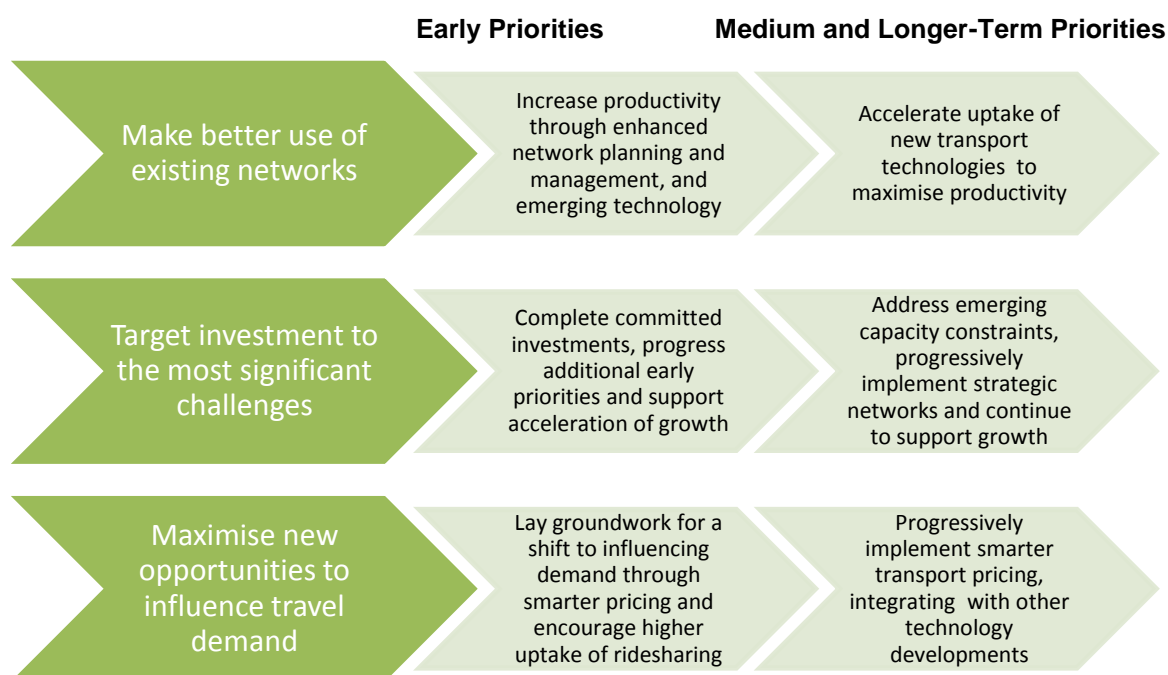 Early Priorities
Medium and Longer-Term Priorities
Make better use of
existing networks
Increase productivity
through enhanced
network planning and
management, and
emerging technology
Accelerate uptake of
new transport
technologies  to
maximise productivity
Target investment to
the most significant
challenges
Complete committed
investments, progress
additional early
priorities and support
acceleration of growth
Address emerging
capacity constraints,
progressively
implement strategic
networks and continue
to support growth
Maximise new
opportunities to
influence travel
demand
Lay groundwork for a
shift to influencing
demand through
smarter pricing and
encourage higher
uptake of ridesharing
Progressively
implement smarter
transport pricing,
integrating  with other
technology
developments